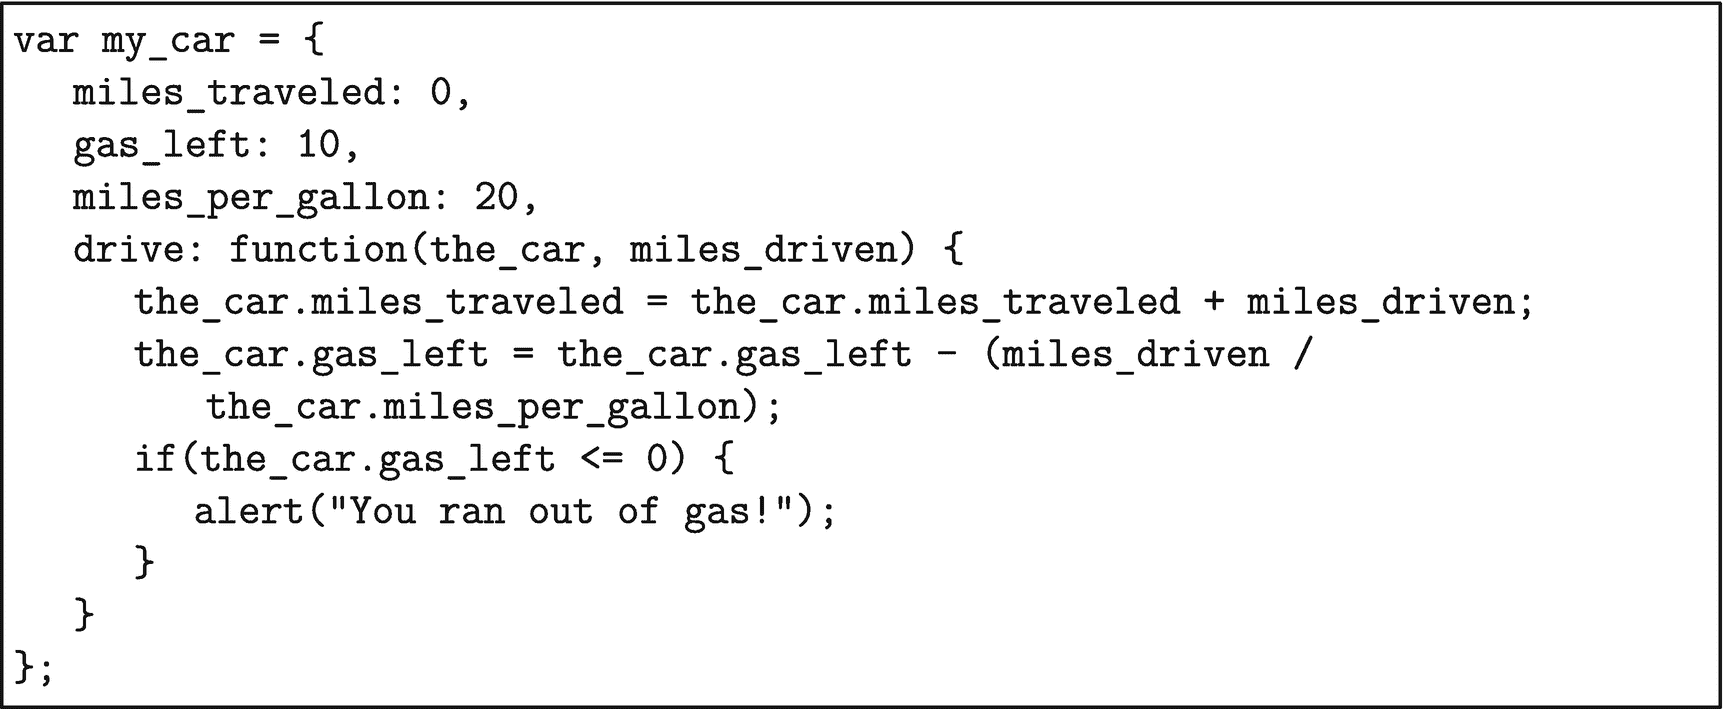 var my_car = {
   miles_traveled: 0,
   gas_left: 10,
   miles_per_gallon: 20,
   drive: function(the_car, miles_driven) {
      the_car.miles_traveled = the_car.miles_traveled + miles_driven;
      the_car.gas_left = the_car.gas_left - (miles_driven /
         the_car.miles_per_gallon);
      if(the_car.gas_left <= 0) {
         alert("You ran out of gas!");
      }
   }
};